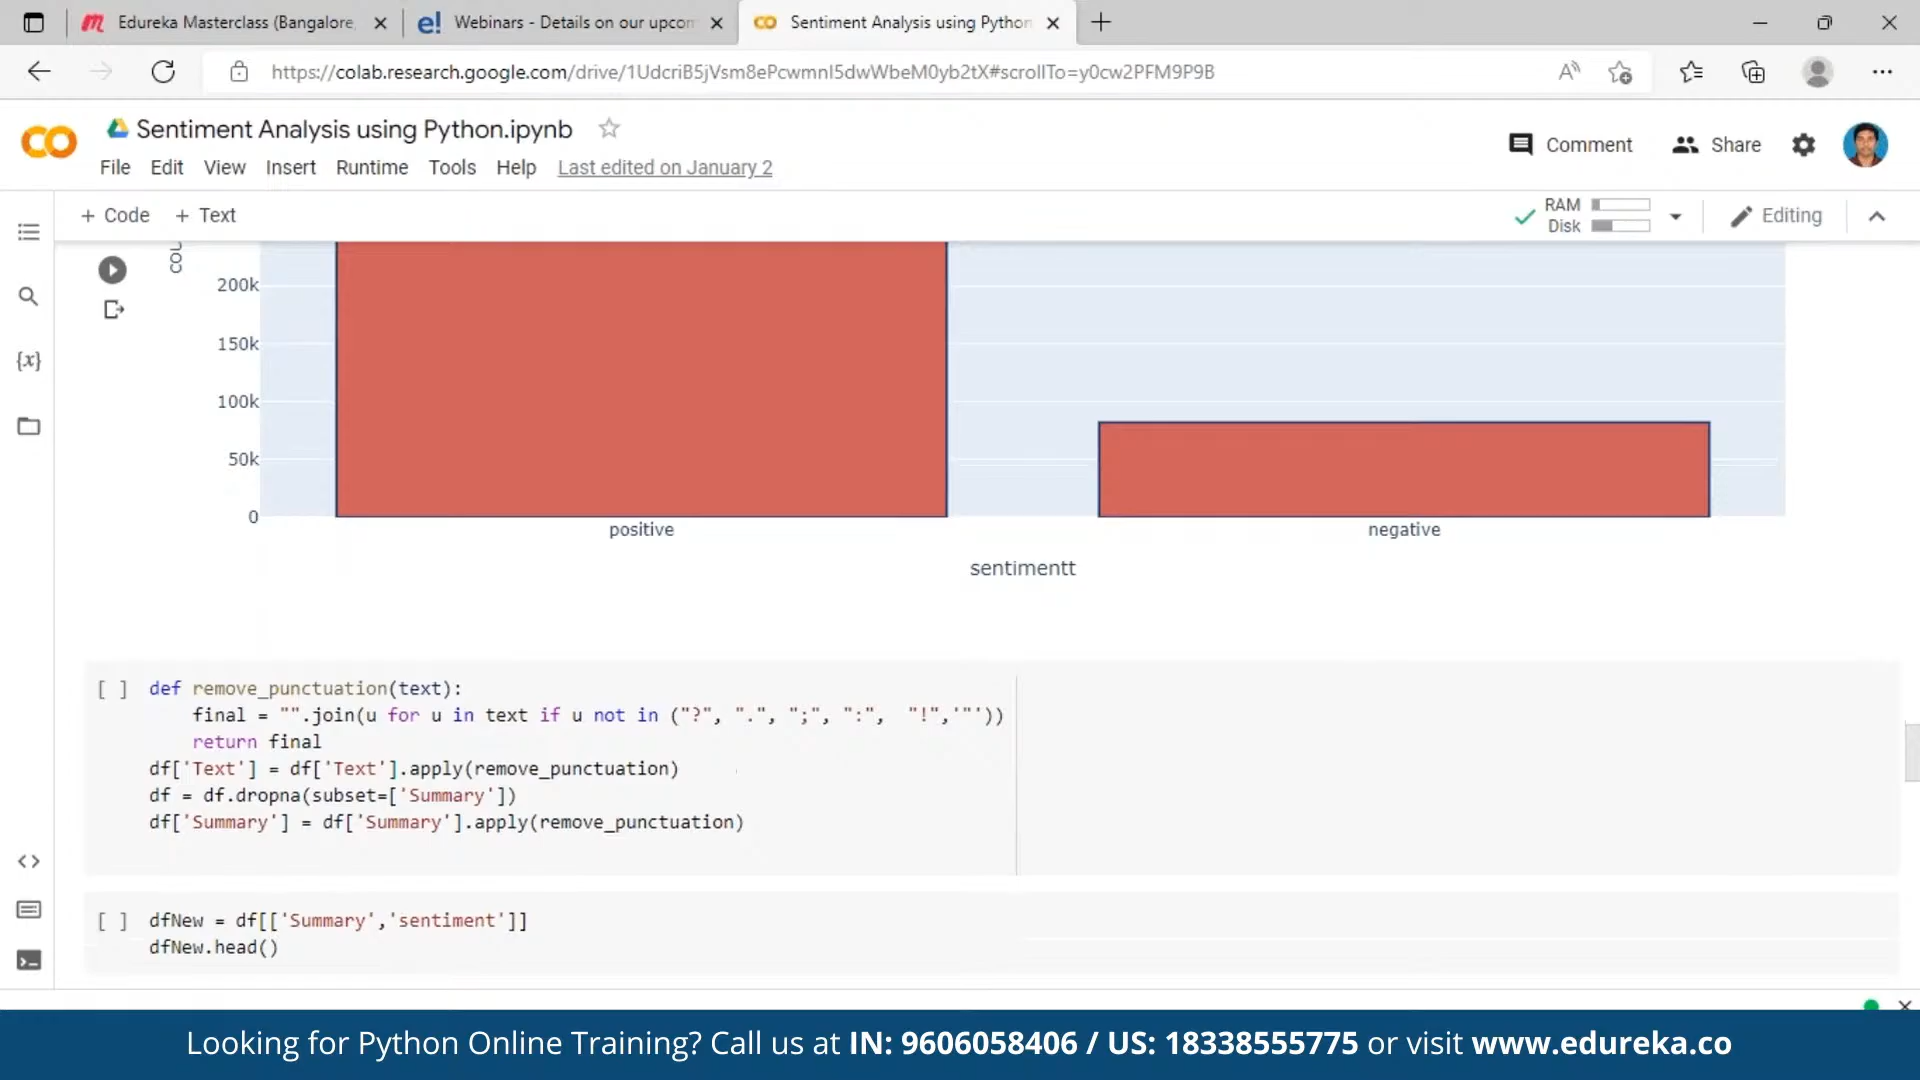 Edureka Masterclass (Bangalore,
Webinars - Details on our upcom
Sentiment Analysis using Python
https://colab.research.google.com/drive/1UdcriB5jVsm8ePcwmnI5dwWbeM0yb2tX#scrollTo=y0cw2PFM9P9B
Sentiment Analysis using Python.ipynb
Comment
Share
File Edit View Insert Runtime Tools Help Last edited on January 2
+ Code + Text
RAM
Disk
Editing
200k
150k
100k
50k
0
positive
negative
sentimentt
[ ] def remove_punctuation(text):
    final = "".join(u for u in text if u not in ("?", ".", ";", ":",  "!",'"'))
    return final
df['Text'] = df['Text'].apply(remove_punctuation)
df = df.dropna(subset=['Summary'])
df['Summary'] = df['Summary'].apply(remove_punctuation)
[ ] dfNew = df[['Summary','sentiment']]
dfNew.head()
Looking for Python Online Training? Call us at IN: 9606058406 / US: 18338555775 or visit www.edureka.co